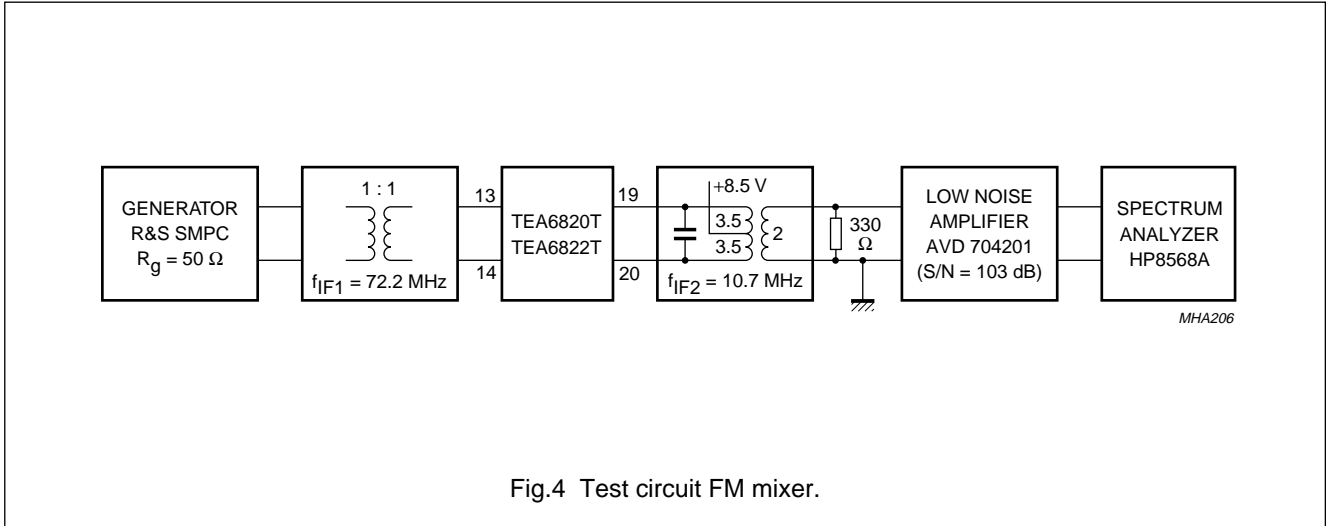 GENERATOR
R&S SMPC
Rg = 50 Ω
1 : 1
fIF1 = 72.2 MHz
13
14
TEA6820T
TEA6822T
19
20
+8.5 V
3.5
3.5
2
fIF2 = 10.7 MHz
330
Ω
LOW NOISE
AMPLIFIER
AVD 704201
(S/N = 103 dB)
SPECTRUM
ANALYZER
HP8568A
MHA206
Fig.4 Test circuit FM mixer.